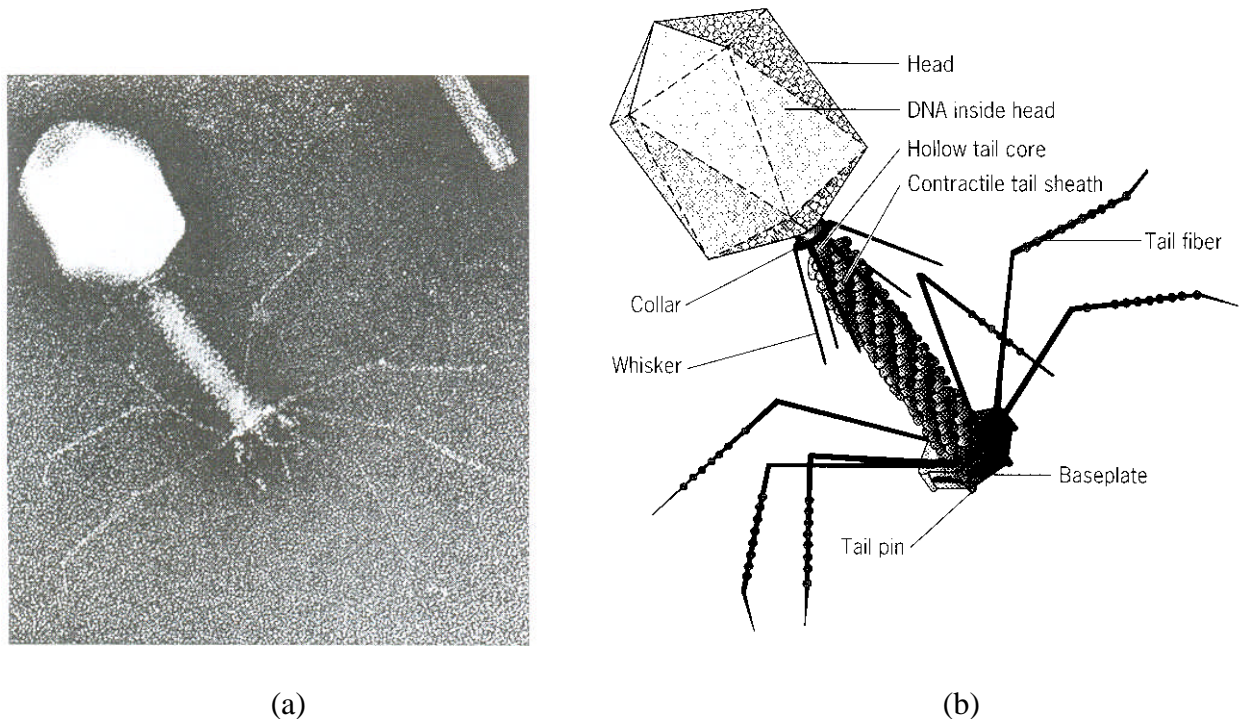 Head
DNA inside head
Hollow tail core
Contractile tail sheath
Tail fiber
Collar
Whisker
Baseplate
Tail pin
(a)
(b)